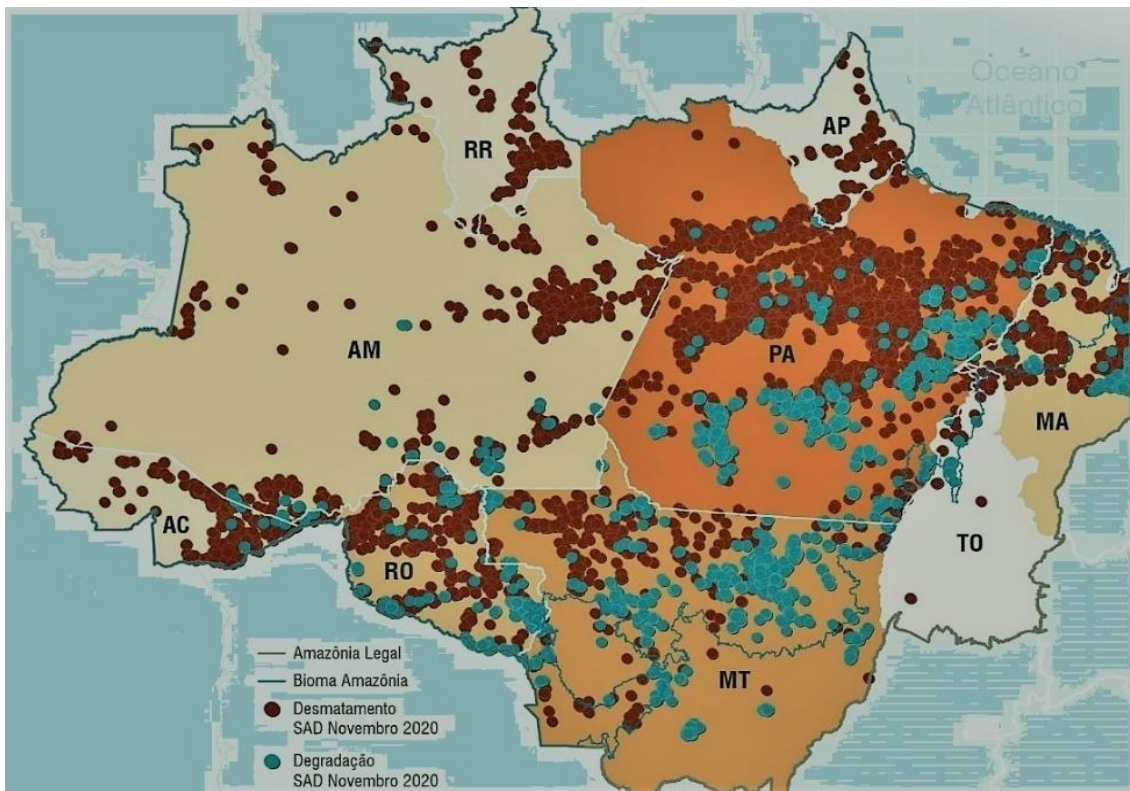 Oceano
Atlântico
RR
AP
AM
PA
MA
AC
TO
RO
MT
Amazônia Legal
Bioma Amazônia
Desmatamento
SAD Novembro 2020
Degradação
SAD Novembro 2020